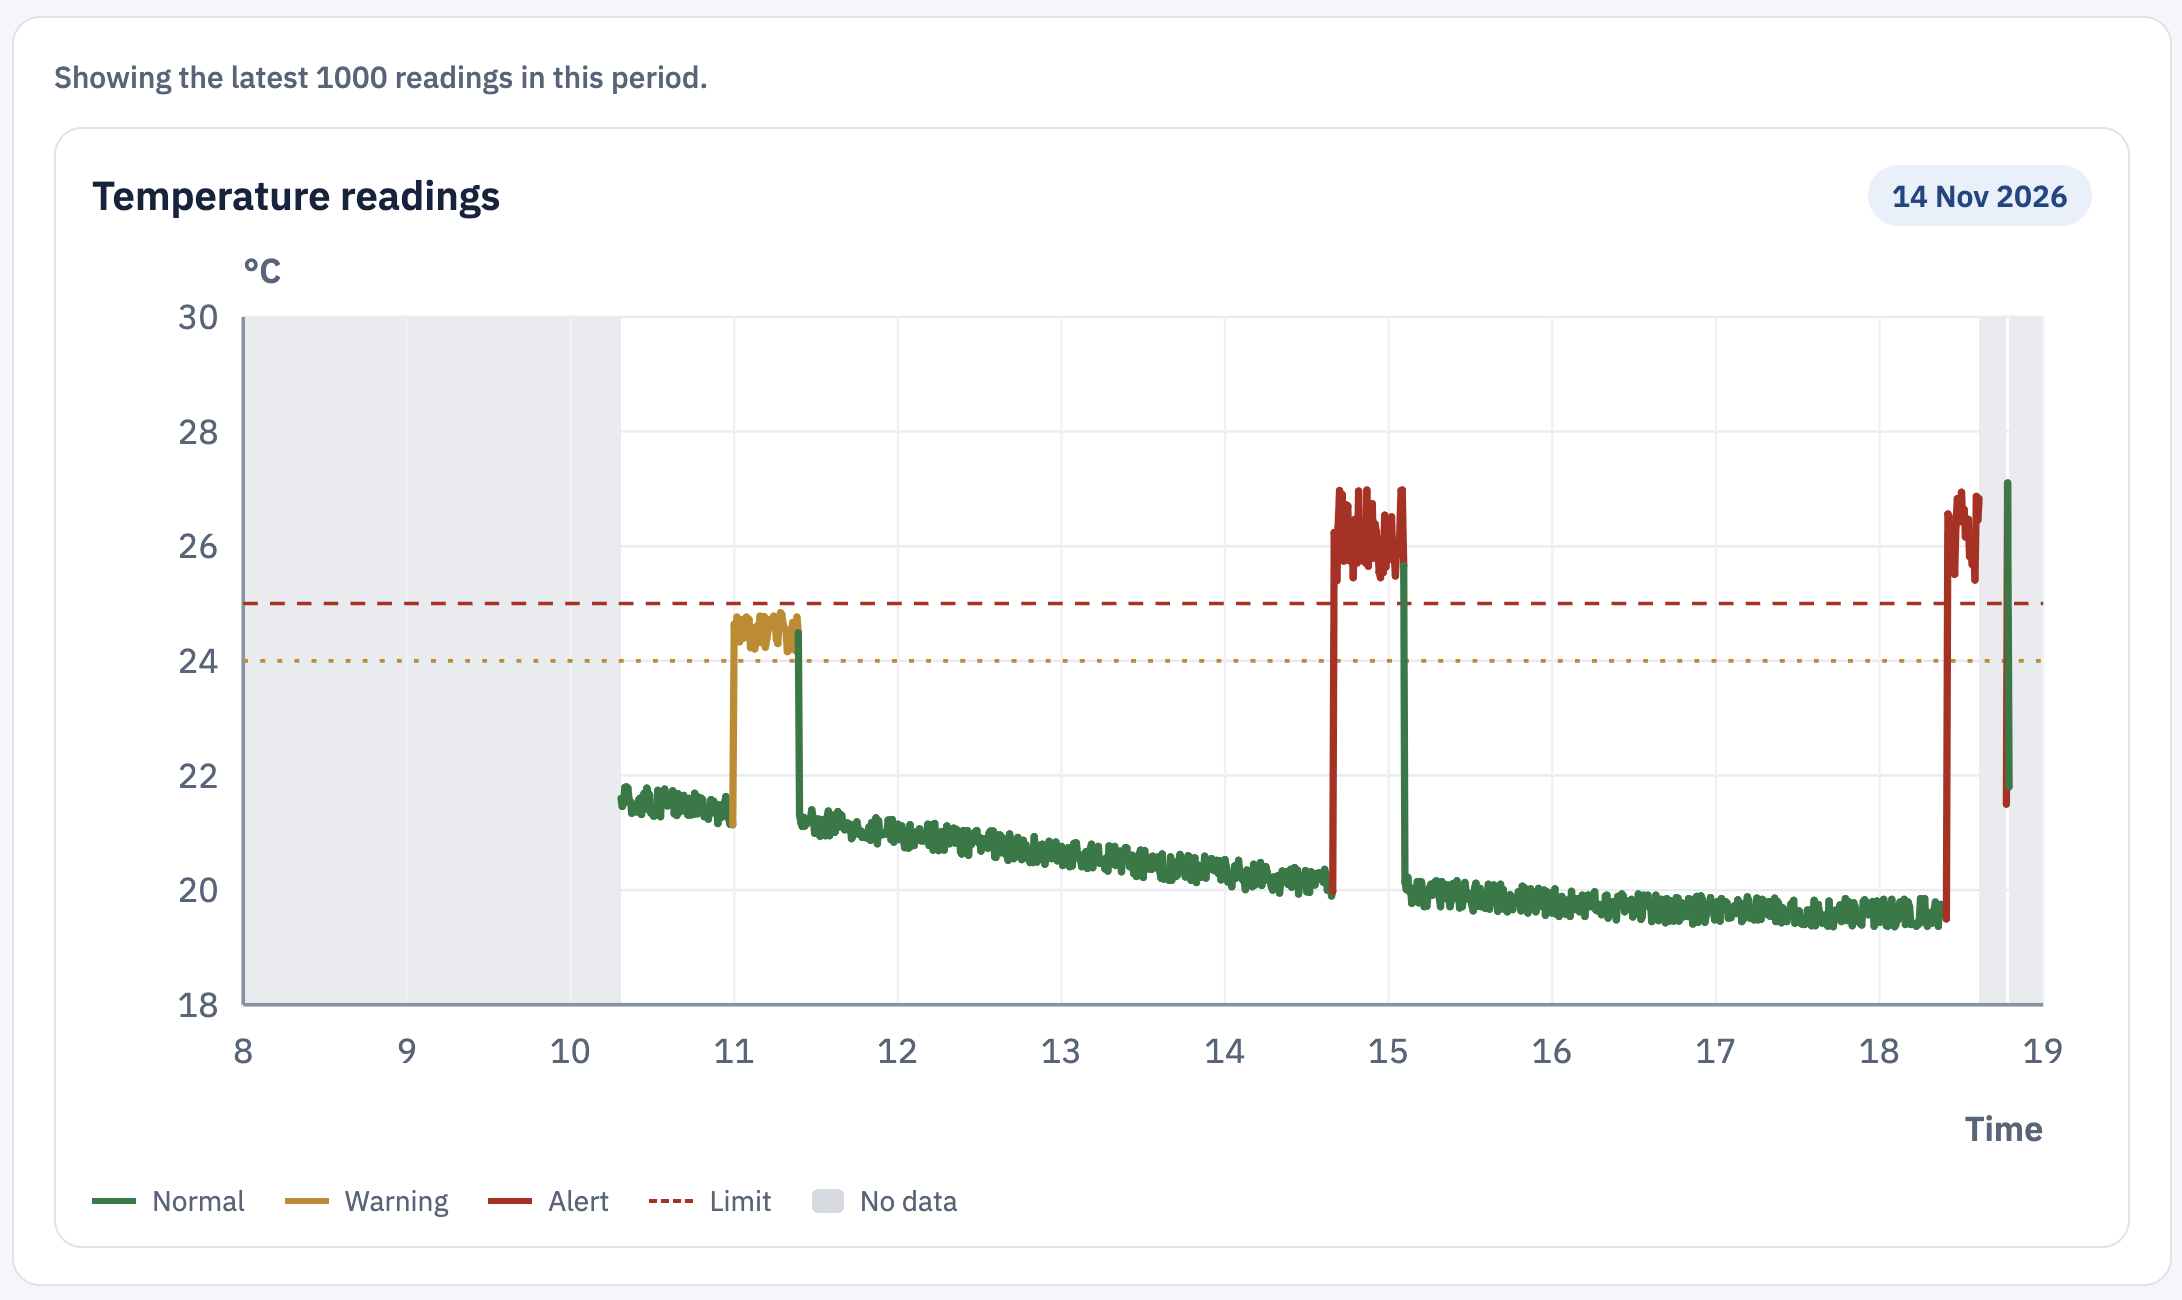 Showing the latest 1000 readings in this period.
Temperature readings
14 Nov 2026
°C
30
28
26
24
22
20
18
8 9 10 11 12 13 14 15 16 17 18 19
Time
Normal Warning Alert Limit No data